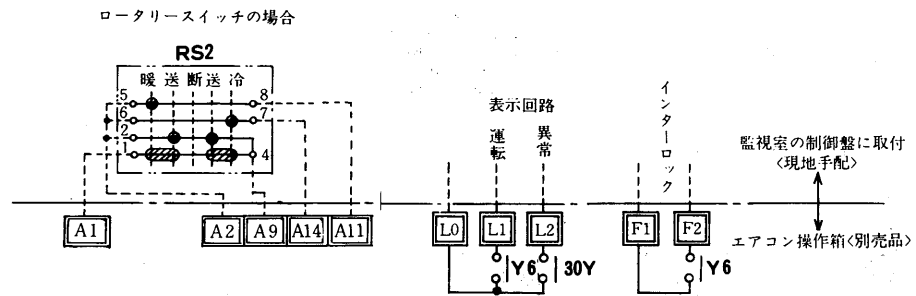 ロータリースイッチの場合
RS2
暖 送 断 送 冷
5 8
6 7
2
1 4
表示回路
運転
異常
インターロック
監視室の制御盤に取付
〈現地手配〉
A1 A2 A9 A14 A11 L0 L1 L2 F1 F2
エアコン操作箱〈別売品〉
Y6 30Y Y6